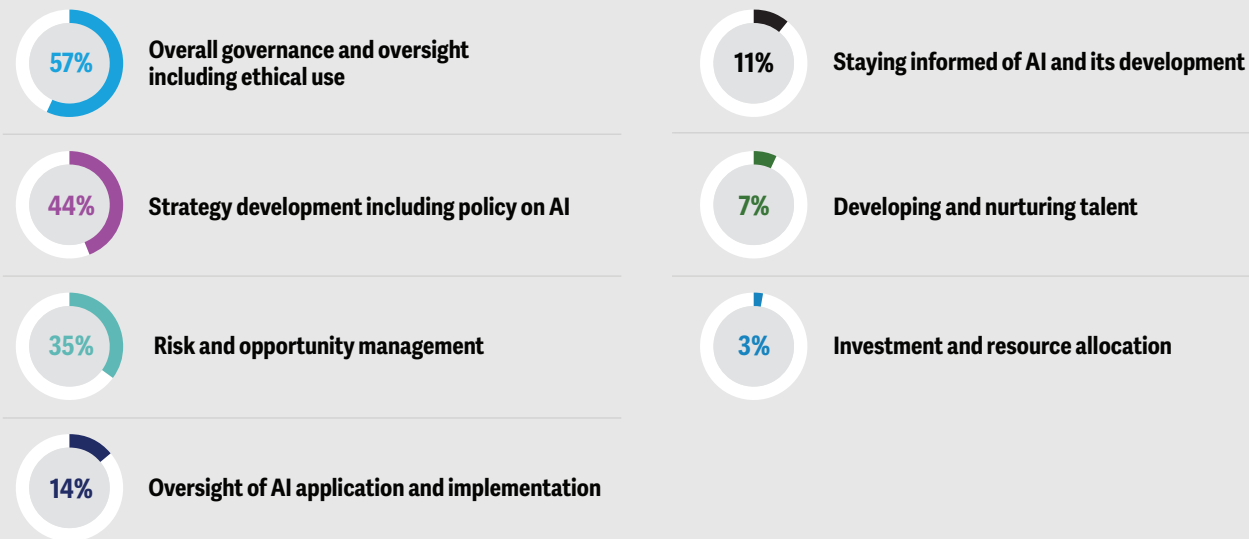 57%
Overall governance and oversight
including ethical use
44%
Strategy development including policy on AI
35%
Risk and opportunity management
14%
Oversight of AI application and implementation
11%
Staying informed of AI and its development
7%
Developing and nurturing talent
3%
Investment and resource allocation